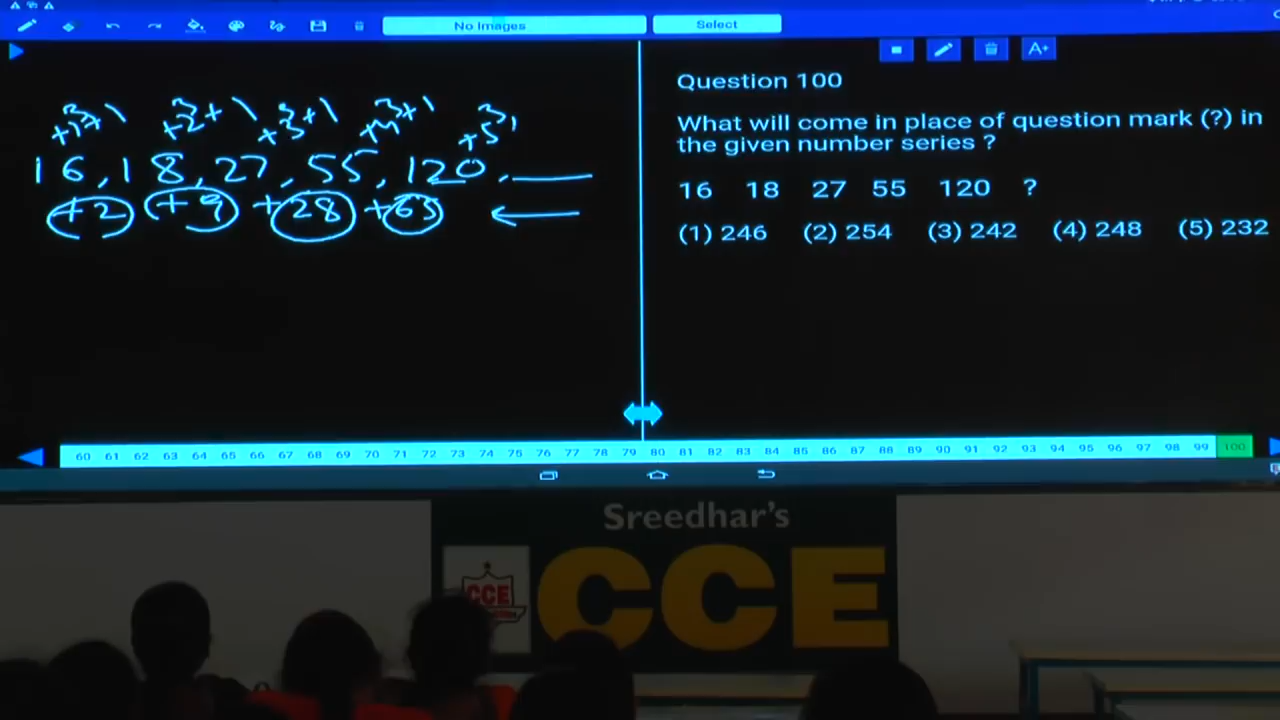 No Images Select
+1³+1 +2³+1 +3³+1 +4³+1 +5³
16, 18, 27, 55, 120,
+2 +9 +28 +65
A+
Question 100
What will come in place of question mark (?) in
the given number series ?
16 18 27 55 120 ?
(1) 246 (2) 254 (3) 242 (4) 248 (5) 232
60 61 62 63 64 65 66 67 68 69 70 71 72 73 74 75 76 77 78 79 80 81 82 83 84 85 86 87 88 89 90 91 92 93 94 95 96 97 98 99 100
Sreedhar's
CCE
CCE